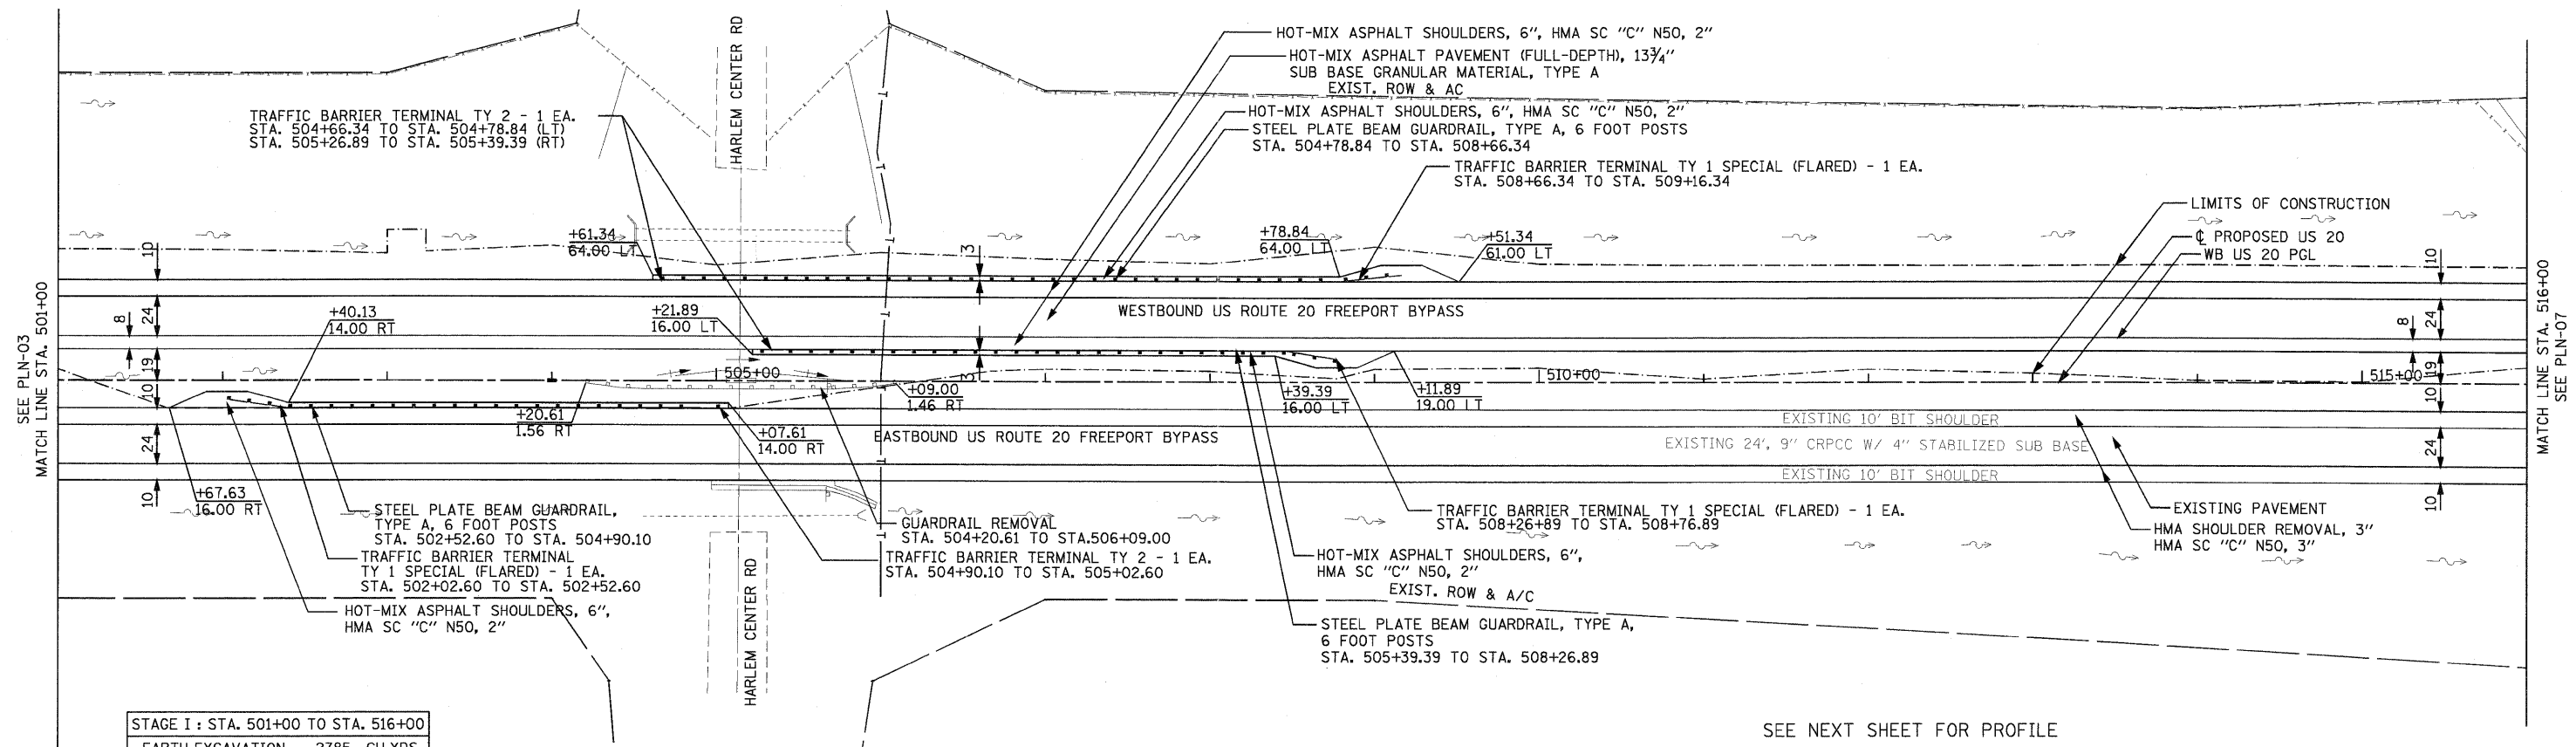 HOT-MIX ASPHALT SHOULDERS, 6", HMA SC "C" N50, 2"
HOT-MIX ASPHALT PAVEMENT (FULL-DEPTH), 13¾"
SUB BASE GRANULAR MATERIAL, TYPE A
EXIST. ROW & AC
HARLEM CENTER RD
TRAFFIC BARRIER TERMINAL TY 2 - 1 EA.
STA. 504+66.34 TO STA. 504+78.84 (LT)
STA. 505+26.89 TO STA. 505+39.39 (RT)
HOT-MIX ASPHALT SHOULDERS, 6", HMA SC "C" N50, 2"
STEEL PLATE BEAM GUARDRAIL, TYPE A, 6 FOOT POSTS
STA. 504+78.84 TO STA. 508+66.34
TRAFFIC BARRIER TERMINAL TY 1 SPECIAL (FLARED) - 1 EA.
STA. 508+66.34 TO STA. 509+16.34
LIMITS OF CONSTRUCTION
℄ PROPOSED US 20
WB US 20 PGL
+61.34
64.00 LT
+78.84
64.00 LT
+51.34
61.00 LT
10
3
10
24
WESTBOUND US ROUTE 20 FREEPORT BYPASS
24
+40.13
14.00 RT
+21.89
16.00 LT
8
8
SEE PLN-03
MATCH LINE STA. 501+00
MATCH LINE STA. 516+00
SEE PLN-07
19
505+00
3
510+00
515+00
19
10
+20.61
1.56 RT
+09.00
1.46 RT
+39.39
16.00 LT
+11.89
19.00 LT
10
+07.61
14.00 RT
EXISTING 10' BIT SHOULDER
24
EASTBOUND US ROUTE 20 FREEPORT BYPASS
EXISTING 24', 9" CRPCC W/ 4" STABILIZED SUB BASE
24
EXISTING 10' BIT SHOULDER
10
+67.63
16.00 RT
10
STEEL PLATE BEAM GUARDRAIL,
TYPE A, 6 FOOT POSTS
STA. 502+52.60 TO STA. 504+90.10
TRAFFIC BARRIER TERMINAL
TY 1 SPECIAL (FLARED) - 1 EA.
STA. 502+02.60 TO STA. 502+52.60
HOT-MIX ASPHALT SHOULDERS, 6",
HMA SC "C" N50, 2"
HARLEM CENTER RD
GUARDRAIL REMOVAL
STA. 504+20.61 TO STA.506+09.00
TRAFFIC BARRIER TERMINAL TY 2 - 1 EA.
STA. 504+90.10 TO STA. 505+02.60
TRAFFIC BARRIER TERMINAL TY 1 SPECIAL (FLARED) - 1 EA.
STA. 508+26+89 TO STA. 508+76.89
HOT-MIX ASPHALT SHOULDERS, 6",
HMA SC "C" N50, 2"
EXIST. ROW & A/C
STEEL PLATE BEAM GUARDRAIL, TYPE A,
6 FOOT POSTS
STA. 505+39.39 TO STA. 508+26.89
EXISTING PAVEMENT
HMA SHOULDER REMOVAL, 3"
HMA SC "C" N50, 3"
STAGE I : STA. 501+00 TO STA. 516+00
EARTH EXCAVATION 2785 CU YDS
SEE NEXT SHEET FOR PROFILE